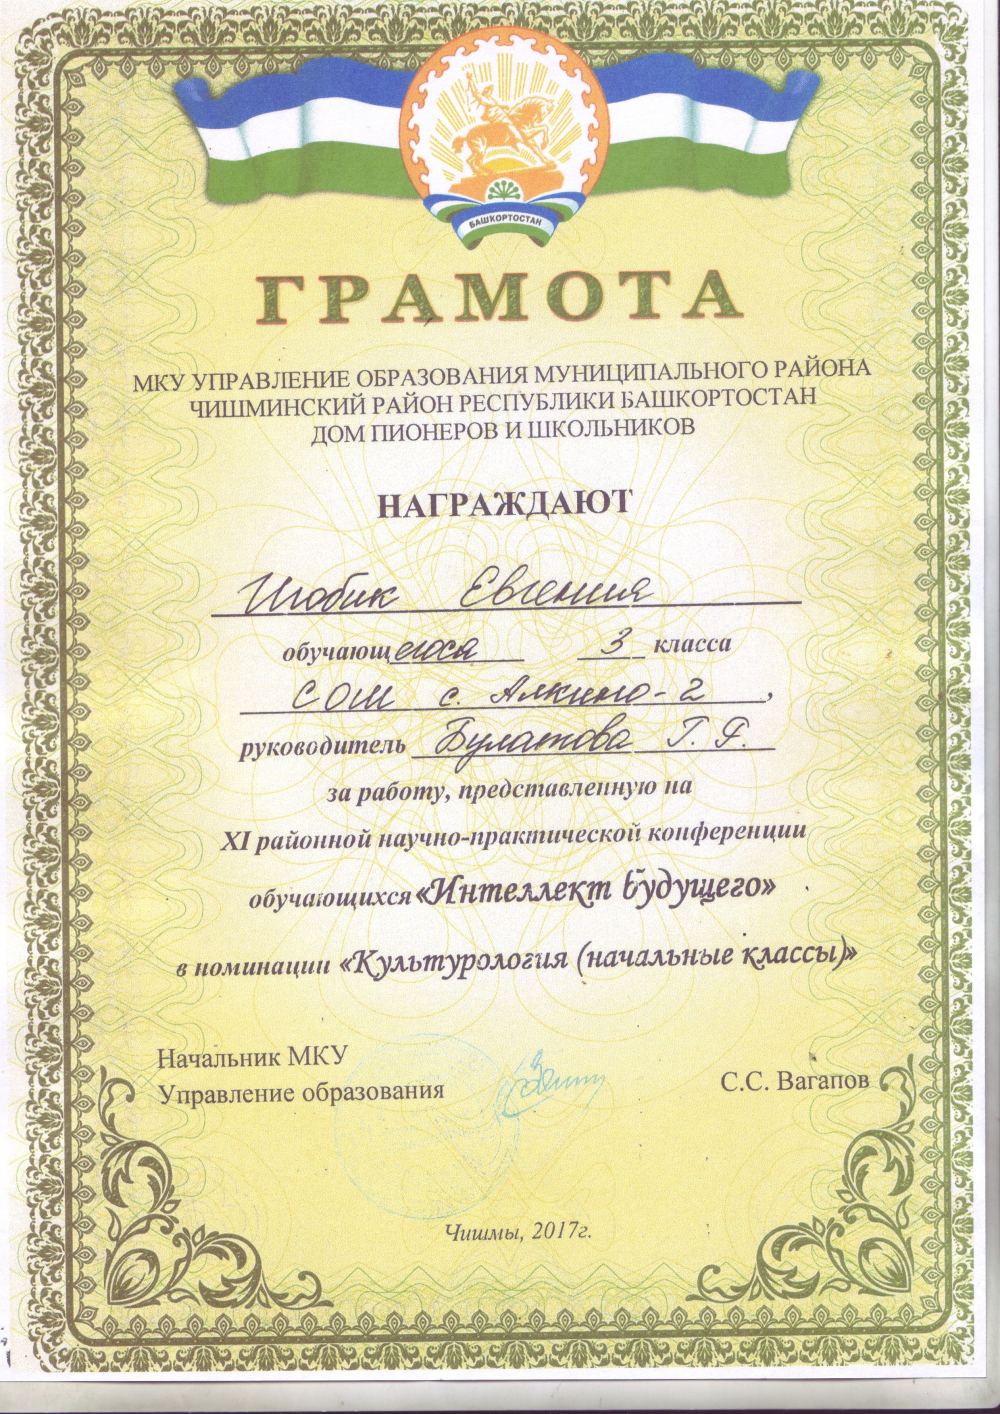 БАШКОРТОСТАН
ГРАМОТА
МКУ УПРАВЛЕНИЕ ОБРАЗОВАНИЯ МУНИЦИПАЛЬНОГО РАЙОНА
ЧИШМИНСКИЙ РАЙОН РЕСПУБЛИКИ БАШКОРТОСТАН
ДОМ ПИОНЕРОВ И ШКОЛЬНИКОВ
НАГРАЖДАЮТ
Евгения
обучающегося 3 класса
СОШ с. Алкино-2,
руководитель Булатова Г.
за работу, представленную на
XI районной научно-практической конференции
обучающихся «Интеллект будущего»
в номинации «Культурология (начальные классы)»
Начальник МКУ
Управление образования С.С. Вагапов
Чишмы, 2017г.